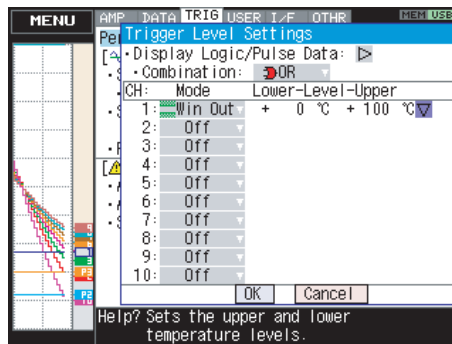 MENU AMP DATA TRIG USER I/F OTHR MEM USB
Trigger Level Settings
・Display Logic/Pulse Data:
・Combination: OR
CH: Mode Lower-Level-Upper
1: Win Out + 0 ℃ + 100 ℃
2: Off
3: Off
4: Off
5: Off
6: Off
7: Off
8: Off
9: Off
10: Off
OK Cancel
Help? Sets the upper and lower
temperature levels.